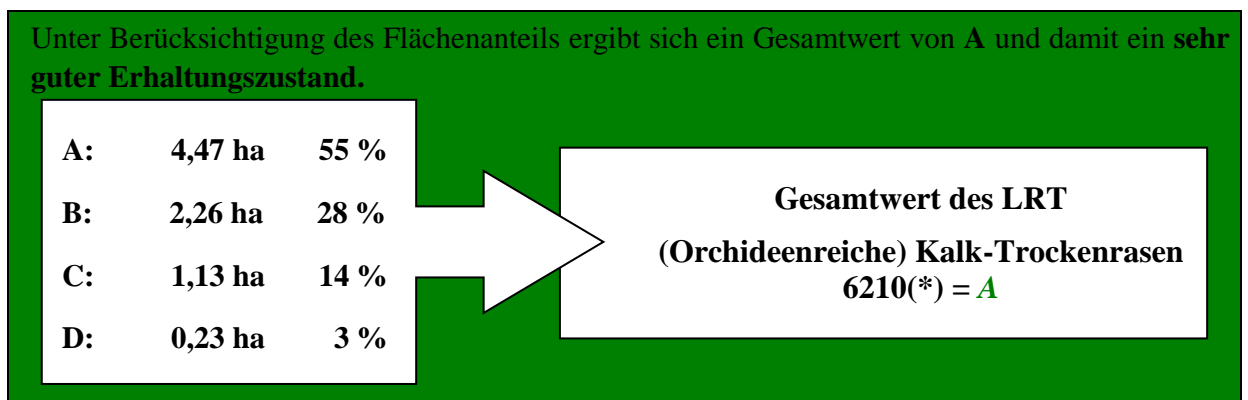 Unter Berücksichtigung des Flächenanteils ergibt sich ein Gesamtwert von A und damit ein sehr
guter Erhaltungszustand.
A: 4,47 ha 55 %
B: 2,26 ha 28 %
C: 1,13 ha 14 %
D: 0,23 ha 3 %
Gesamtwert des LRT
(Orchideenreiche) Kalk-Trockenrasen
6210(*) = A